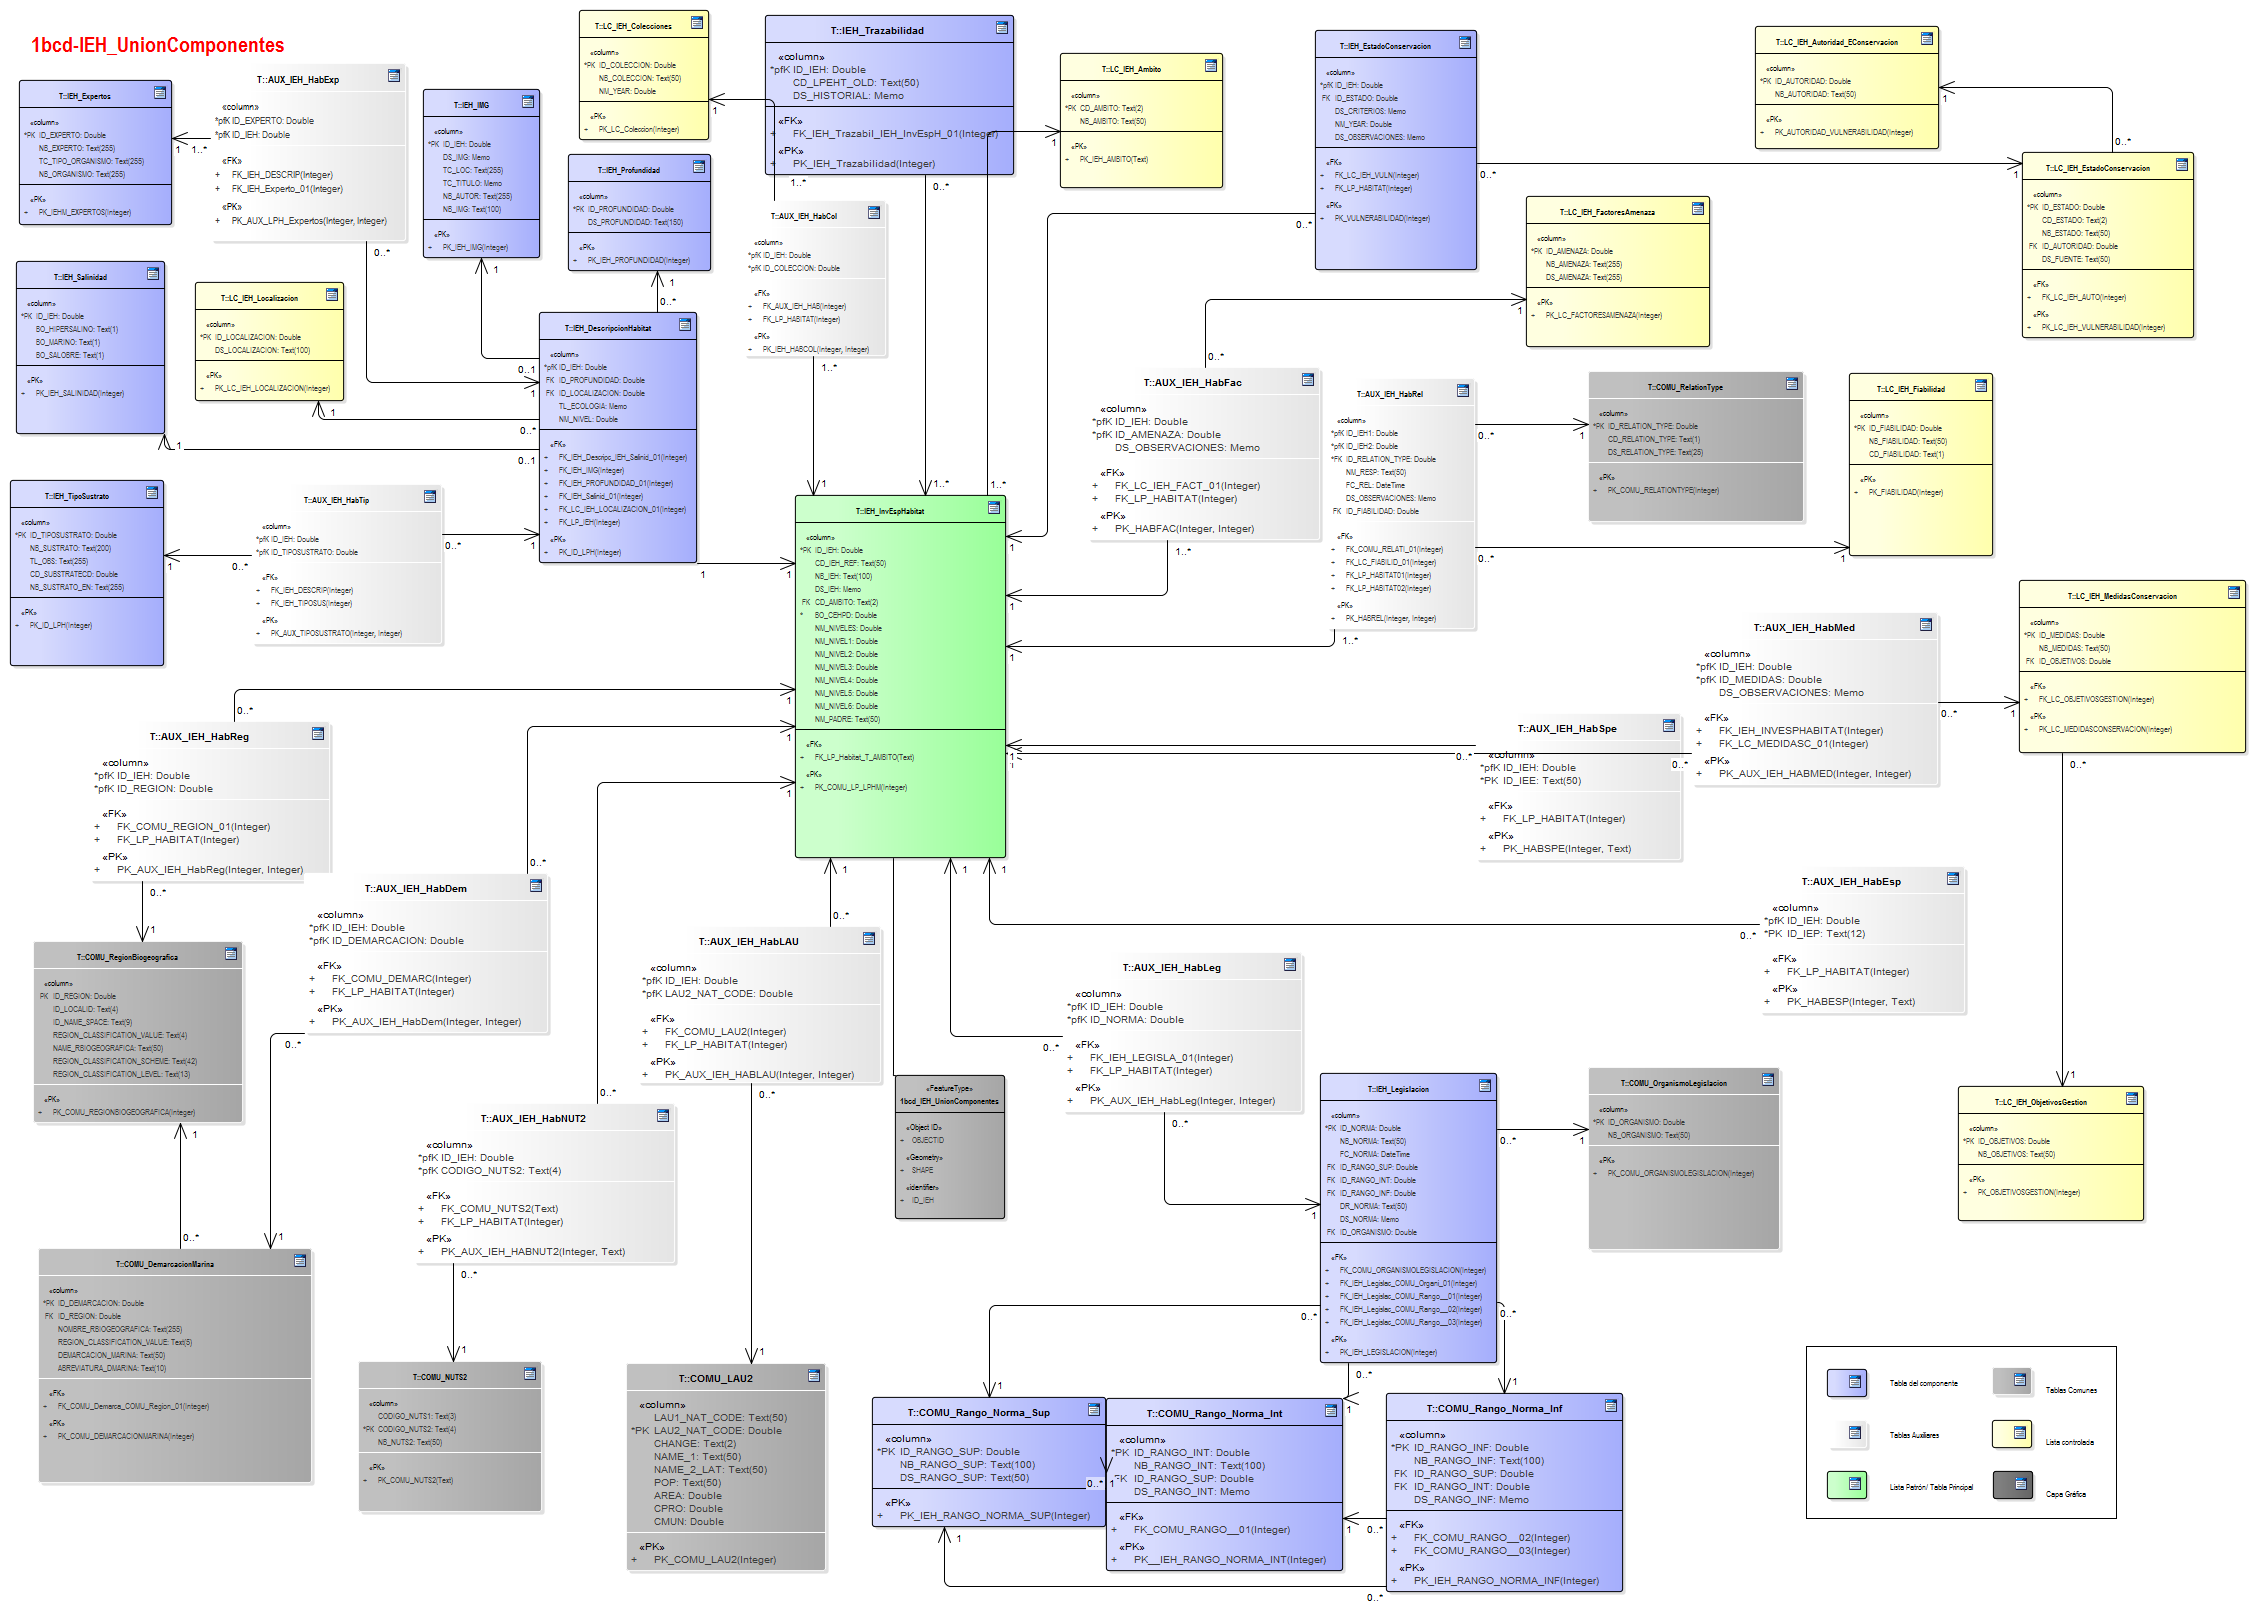 1bcd-IEH_UnionComponentes
T::IEH_Expertos
«column»
*PK ID_EXPERTO: Double
NB_EXPERTO: Text(255)
TC_TIPO_ORGANISMO: Text(255)
NB_ORGANISMO: Text(255)
«PK»
+ PK_IEHM_EXPERTOS(Integer)
T::AUX_IEH_HabExp
«column»
*pfK ID_EXPERTO: Double
*pfK ID_IEH: Double
«FK»
+ FK_IEH_DESCRIP(Integer)
+ FK_IEH_Experto_01(Integer)
«PK»
+ PK_AUX_LPH_Expertos(Integer, Integer)
T::IEH_IMG
«column»
*PK ID_IEH: Double
DS_IMG: Memo
TC_LOC: Text(255)
TC_TITULO: Memo
NB_AUTOR: Text(255)
NB_IMG: Text(100)
«PK»
+ PK_IEH_IMG(Integer)
T::LC_IEH_Colecciones
«column»
*PK ID_COLECCION: Double
NB_COLECCION: Text(50)
NM_YEAR: Double
«PK»
+ PK_LC_Coleccion(Integer)
T::IEH_Profundidad
«column»
*PK ID_PROFUNDIDAD: Double
DS_PROFUNDIDAD: Text(150)
«PK»
+ PK_IEH_PROFUNDIDAD(Integer)
T::IEH_Trazabilidad
«column»
*pfK ID_IEH: Double
CD_LPEHT_OLD: Text(50)
DS_HISTORIAL: Memo
«FK»
+ FK_IEH_Trazabil_IEH_InvEspH_01(Integer)
«PK»
+ PK_IEH_Trazabilidad(Integer)
T::LC_IEH_Ambito
«column»
*PK CD_AMBITO: Text(2)
NB_AMBITO: Text(50)
«PK»
+ PK_IEH_AMBITO(Text)
T::IEH_EstadoConservacion
«column»
*pfK ID_IEH: Double
FK ID_ESTADO: Double
DS_CRITERIOS: Memo
NM_YEAR: Double
DS_OBSERVACIONES: Memo
«FK»
+ FK_LC_IEH_VULN(Integer)
+ FK_LP_HABITAT(Integer)
«PK»
+ PK_VULNERABILIDAD(Integer)
T::LC_IEH_Autoridad_EConservacion
«column»
*PK ID_AUTORIDAD: Double
NB_AUTORIDAD: Text(50)
«PK»
+ PK_AUTORIDAD_VULNERABILIDAD(Integer)
T::LC_IEH_EstadoConservacion
«column»
*PK ID_ESTADO: Double
CD_ESTADO: Text(2)
NB_ESTADO: Text(50)
FK ID_AUTORIDAD: Double
DS_FUENTE: Text(50)
«FK»
+ FK_LC_IEH_AUTO(Integer)
«PK»
+ PK_LC_IEH_VULNERABILIDAD(Integer)
T::LC_IEH_FactoresAmenaza
«column»
*PK ID_AMENAZA: Double
NB_AMENAZA: Text(255)
DS_AMENAZA: Text(255)
«PK»
+ PK_LC_FACTORESAMENAZA(Integer)
T::AUX_IEH_HabCol
«column»
*pfK ID_IEH: Double
*pfK ID_COLECCION: Double
«FK»
+ FK_AUX_IEH_HAB(Integer)
+ FK_LP_HABITAT(Integer)
«PK»
+ PK_IEH_HABCOL(Integer, Integer)
T::IEH_Salinidad
«column»
*PK ID_IEH: Double
BO_HIPERSALINO: Text(1)
BO_MARINO: Text(1)
BO_SALOBRE: Text(1)
«PK»
+ PK_IEH_SALINIDAD(Integer)
T::LC_IEH_Localizacion
«column»
*PK ID_LOCALIZACION: Double
DS_LOCALIZACION: Text(100)
«PK»
+ PK_LC_IEH_LOCALIZACION(Integer)
T::IEH_DescripcionHabitat
«column»
*pfK ID_IEH: Double
FK ID_PROFUNDIDAD: Double
FK ID_LOCALIZACION: Double
TL_ECOLOGIA: Memo
NM_NIVEL: Double
«FK»
+ FK_IEH_Descripc_IEH_Salinid_01(Integer)
+ FK_IEH_IMG(Integer)
+ FK_IEH_PROFUNDIDAD_01(Integer)
+ FK_IEH_Salinid_01(Integer)
+ FK_LC_IEH_LOCALIZACION_01(Integer)
+ FK_LP_IEH(Integer)
«PK»
+ PK_ID_LPH(Integer)
T::IEH_TipoSustrato
«column»
*PK ID_TIPOSUSTRATO: Double
NB_SUSTRATO: Text(200)
TL_OBS: Text(255)
CD_SUBSTRATECD: Double
NB_SUSTRATO_EN: Text(255)
«PK»
+ PK_ID_LPH(Integer)
T::AUX_IEH_HabTip
«column»
*pfK ID_IEH: Double
*pfK ID_TIPOSUSTRATO: Double
«FK»
+ FK_IEH_DESCRIP(Integer)
+ FK_IEH_TIPOSUS(Integer)
«PK»
+ PK_AUX_TIPOSUSTRATO(Integer, Integer)
T::IEH_InvEspHabitat
«column»
*PK ID_IEH: Double
CD_IEH_REF: Text(50)
NB_IEH: Text(100)
DS_IEH: Memo
FK CD_AMBITO: Text(2)
* BO_CEHPD: Double
NM_NIVELES: Double
NM_NIVEL1: Double
NM_NIVEL2: Double
NM_NIVEL3: Double
NM_NIVEL4: Double
NM_NIVEL5: Double
NM_NIVEL6: Double
NM_PADRE: Text(50)
«FK»
+ FK_LP_Habitat_T_AMBITO(Text)
«PK»
+ PK_COMU_LP_LPHM(Integer)
T::AUX_IEH_HabFac
«column»
*pfK ID_IEH: Double
*pfK ID_AMENAZA: Double
DS_OBSERVACIONES: Memo
«FK»
+ FK_LC_IEH_FACT_01(Integer)
+ FK_LP_HABITAT(Integer)
«PK»
+ PK_HABFAC(Integer, Integer)
T::AUX_IEH_HabRel
«column»
*pfK ID_IEH1: Double
*pfK ID_IEH2: Double
*FK ID_RELATION_TYPE: Double
NM_RESP: Text(50)
FC_REL: DateTime
DS_OBSERVACIONES: Memo
FK ID_FIABILIDAD: Double
«FK»
+ FK_COMU_RELATI_01(Integer)
+ FK_LC_FIABILID_01(Integer)
+ FK_LP_HABITAT01(Integer)
+ FK_LP_HABITAT02(Integer)
«PK»
+ PK_HABREL(Integer, Integer)
T::COMU_RelationType
«column»
*PK ID_RELATION_TYPE: Double
CD_RELATION_TYPE: Text(1)
DS_RELATION_TYPE: Text(25)
«PK»
+ PK_COMU_RELATIONTYPE(Integer)
T::LC_IEH_Fiabilidad
«column»
*PK ID_FIABILIDAD: Double
NB_FIABILIDAD: Text(50)
CD_FIABILIDAD: Text(1)
«PK»
+ PK_FIABILIDAD(Integer)
T::LC_IEH_MedidasConservacion
«column»
*PK ID_MEDIDAS: Double
NB_MEDIDAS: Text(50)
FK ID_OBJETIVOS: Double
«FK»
+ FK_LC_OBJETIVOSGESTION(Integer)
«PK»
+ PK_LC_MEDIDASCONSERVACION(Integer)
T::AUX_IEH_HabMed
«column»
*pfK ID_IEH: Double
*pfK ID_MEDIDAS: Double
DS_OBSERVACIONES: Memo
«FK»
+ FK_IEH_INVESPHABITAT(Integer)
+ FK_LC_MEDIDASC_01(Integer)
«PK»
+ PK_AUX_IEH_HABMED(Integer, Integer)
T::AUX_IEH_HabSpe
«column»
*pfK ID_IEH: Double
*PK ID_IEE: Text(50)
«FK»
+ FK_LP_HABITAT(Integer)
«PK»
+ PK_HABSPE(Integer, Text)
T::AUX_IEH_HabReg
«column»
*pfK ID_IEH: Double
*pfK ID_REGION: Double
«FK»
+ FK_COMU_REGION_01(Integer)
+ FK_LP_HABITAT(Integer)
«PK»
+ PK_AUX_IEH_HabReg(Integer, Integer)
T::AUX_IEH_HabDem
«column»
*pfK ID_IEH: Double
*pfK ID_DEMARCACION: Double
«FK»
+ FK_COMU_DEMARC(Integer)
+ FK_LP_HABITAT(Integer)
«PK»
+ PK_AUX_IEH_HabDem(Integer, Integer)
T::AUX_IEH_HabEsp
«column»
*pfK ID_IEH: Double
*PK ID_IEP: Text(12)
«FK»
+ FK_LP_HABITAT(Integer)
«PK»
+ PK_HABESP(Integer, Text)
T::COMU_RegionBiogeografica
«column»
PK ID_REGION: Double
ID_LOCALID: Text(4)
ID_NAME_SPACE: Text(9)
REGION_CLASSIFICATION_VALUE: Text(4)
NAME_RBIOGEOGRAFICA: Text(50)
REGION_CLASSIFICATION_SCHEME: Text(42)
REGION_CLASSIFICATION_LEVEL: Text(13)
«PK»
+ PK_COMU_REGIONBIOGEOGRAFICA(Integer)
T::AUX_IEH_HabLAU
«column»
*pfK ID_IEH: Double
*pfK LAU2_NAT_CODE: Double
«FK»
+ FK_COMU_LAU2(Integer)
+ FK_LP_HABITAT(Integer)
«PK»
+ PK_AUX_IEH_HABLAU(Integer, Integer)
T::AUX_IEH_HabLeg
«column»
*pfK ID_IEH: Double
*pfK ID_NORMA: Double
«FK»
+ FK_IEH_LEGISLA_01(Integer)
+ FK_LP_HABITAT(Integer)
«PK»
+ PK_AUX_IEH_HabLeg(Integer, Integer)
T::AUX_IEH_HabNUT2
«column»
*pfK ID_IEH: Double
*pfK CODIGO_NUTS2: Text(4)
«FK»
+ FK_COMU_NUTS2(Text)
+ FK_LP_HABITAT(Integer)
«PK»
+ PK_AUX_IEH_HABNUT2(Integer, Text)
«FeatureType»
1bcd_IEH_UnionComponentes
«Object ID»
+ OBJECTID
«Geometry»
+ SHAPE
«identifier»
+ ID_IEH
T::IEH_Legislacion
«column»
*PK ID_NORMA: Double
NB_NORMA: Text(50)
FC_NORMA: DateTime
FK ID_RANGO_SUP: Double
FK ID_RANGO_INT: Double
FK ID_RANGO_INF: Double
DR_NORMA: Text(50)
DS_NORMA: Memo
FK ID_ORGANISMO: Double
«FK»
+ FK_COMU_ORGANISMOLEGISLACION(Integer)
+ FK_IEH_Legislac_COMU_Organi_01(Integer)
+ FK_IEH_Legislac_COMU_Rango__01(Integer)
+ FK_IEH_Legislac_COMU_Rango__02(Integer)
+ FK_IEH_Legislac_COMU_Rango__03(Integer)
«PK»
+ PK_IEH_LEGISLACION(Integer)
T::COMU_OrganismoLegislacion
«column»
*PK ID_ORGANISMO: Double
NB_ORGANISMO: Text(50)
«PK»
+ PK_COMU_ORGANISMOLEGISLACION(Integer)
T::LC_IEH_ObjetivosGestion
«column»
*PK ID_OBJETIVOS: Double
NB_OBJETIVOS: Text(50)
«PK»
+ PK_OBJETIVOSGESTION(Integer)
T::COMU_DemarcacionMarina
«column»
*PK ID_DEMARCACION: Double
FK ID_REGION: Double
NOMBRE_RBIOGEOGRAFICA: Text(255)
REGION_CLASSIFICATION_VALUE: Text(5)
DEMARCACION_MARINA: Text(50)
ABREVIATURA_DMARINA: Text(10)
«FK»
+ FK_COMU_Demarca_COMU_Region_01(Integer)
«PK»
+ PK_COMU_DEMARCACIONMARINA(Integer)
T::COMU_NUTS2
«column»
CODIGO_NUTS1: Text(3)
*PK CODIGO_NUTS2: Text(4)
NB_NUTS2: Text(50)
«PK»
+ PK_COMU_NUTS2(Text)
T::COMU_LAU2
«column»
LAU1_NAT_CODE: Text(50)
*PK LAU2_NAT_CODE: Double
CHANGE: Text(2)
NAME_1: Text(50)
NAME_2_LAT: Text(50)
POP: Text(50)
AREA: Double
CPRO: Double
CMUN: Double
«PK»
+ PK_COMU_LAU2(Integer)
T::COMU_Rango_Norma_Sup
«column»
*PK ID_RANGO_SUP: Double
NB_RANGO_SUP: Text(100)
DS_RANGO_SUP: Text(50)
«PK»
+ PK_IEH_RANGO_NORMA_SUP(Integer)
T::COMU_Rango_Norma_Int
«column»
*PK ID_RANGO_INT: Double
NB_RANGO_INT: Text(100)
FK ID_RANGO_SUP: Double
DS_RANGO_INT: Memo
«FK»
+ FK_COMU_RANGO__01(Integer)
«PK»
+ PK__IEH_RANGO_NORMA_INT(Integer)
T::COMU_Rango_Norma_Inf
«column»
*PK ID_RANGO_INF: Double
NB_RANGO_INF: Text(100)
FK ID_RANGO_SUP: Double
FK ID_RANGO_INT: Double
DS_RANGO_INF: Memo
«FK»
+ FK_COMU_RANGO__02(Integer)
+ FK_COMU_RANGO__03(Integer)
«PK»
+ PK_IEH_RANGO_NORMA_INF(Integer)
Tabla del componente
Tablas Comunes
Tablas Auxiliares
Lista controlada
Lista Patrón/ Tabla Principal
Capa Gráfica